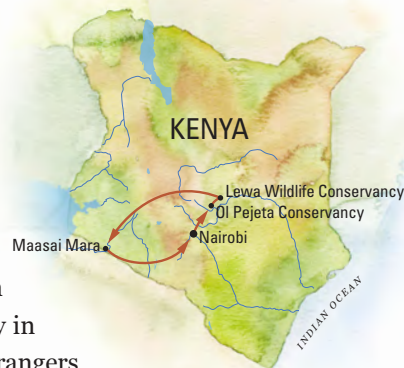 KENYA
Lewa Wildlife Conservancy
Ol Pejeta Conservancy
Nairobi
Maasai Mara
INDIAN OCEAN
in
rangers